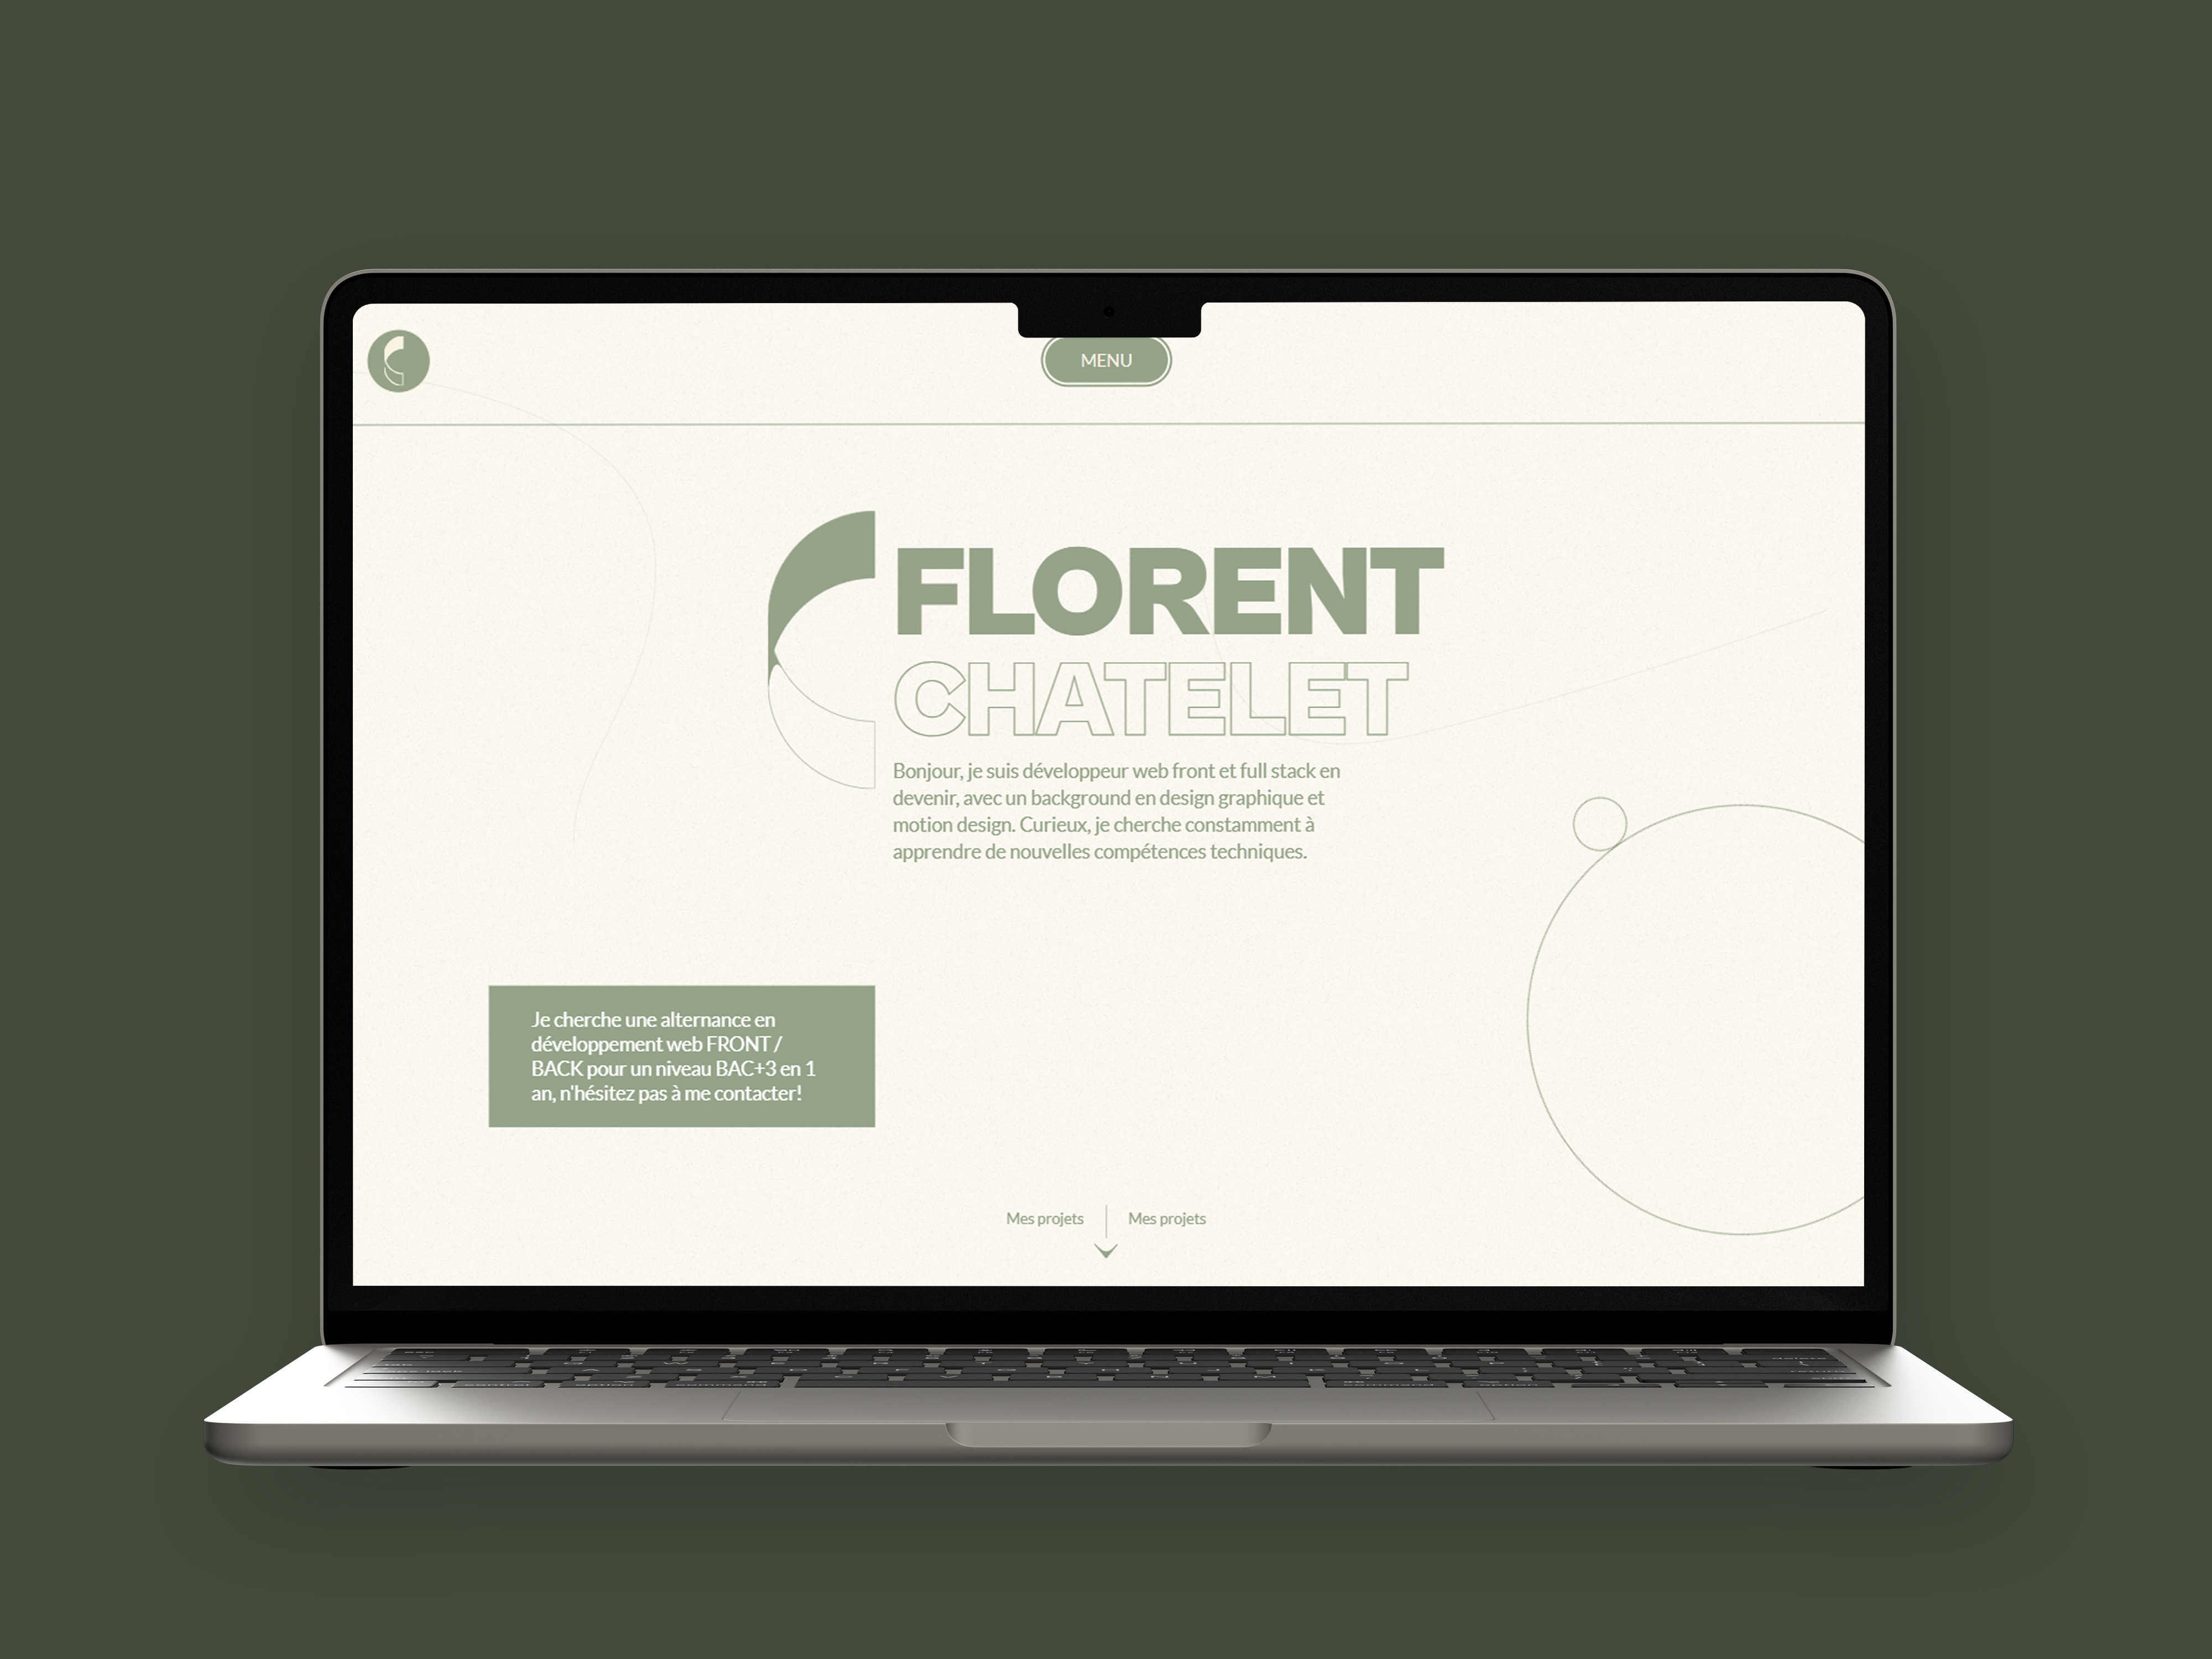 MENU
FLORENT
CHATELET
Bonjour, je suis développeur web front et full stack en
devenir, avec un background en design graphique et
motion design. Curieux, je cherche constamment à
apprendre de nouvelles compétences techniques.
Je cherche une alternance en
développement web FRONT /
BACK pour un niveau BAC+3 en 1
an, n'hésitez pas à me contacter!
Mes projets
Mes projets